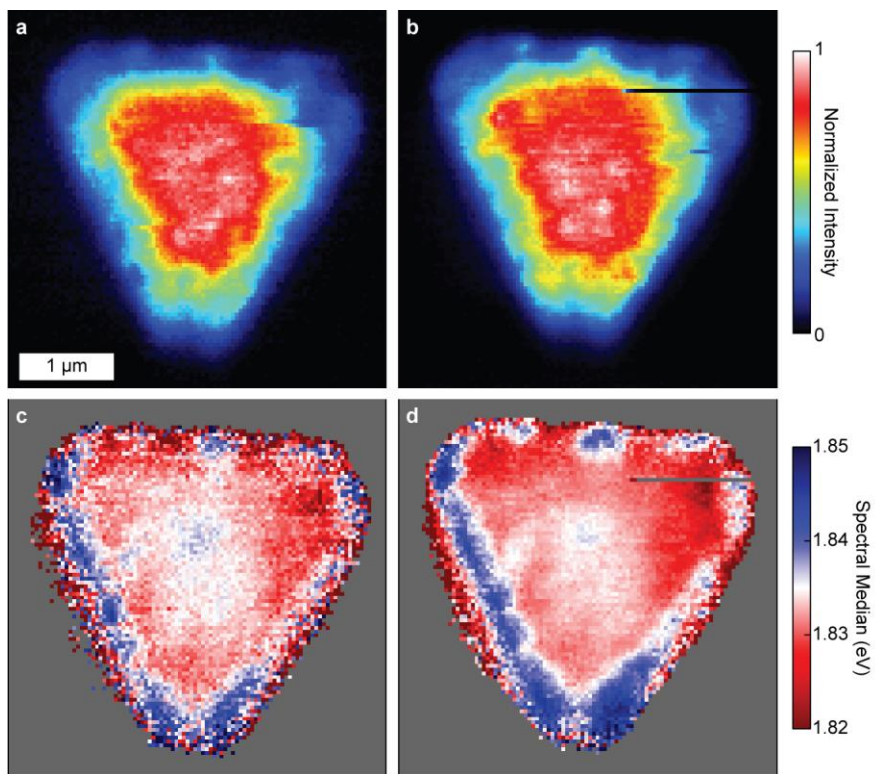 a
b
1
Normalized Intensity
0
1 µm
c
d
1.85
1.84
1.83
1.82
Spectral Median (eV)